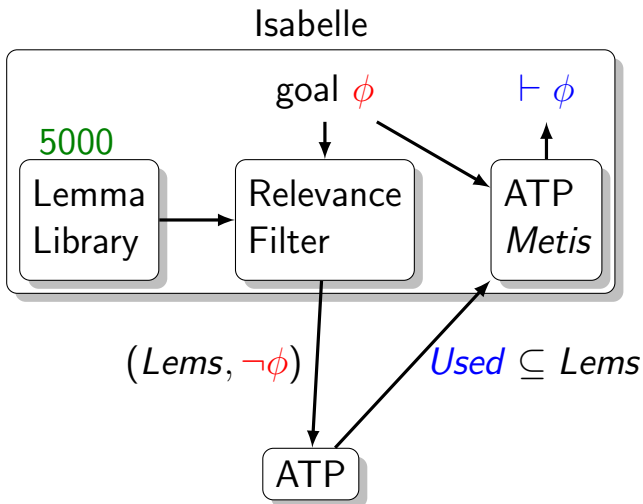 Isabelle
goal ϕ
⊢ ϕ
5000
Lemma
Library
Relevance
Filter
ATP
Metis
(Lems, ¬ϕ)
Used ⊆ Lems
ATP